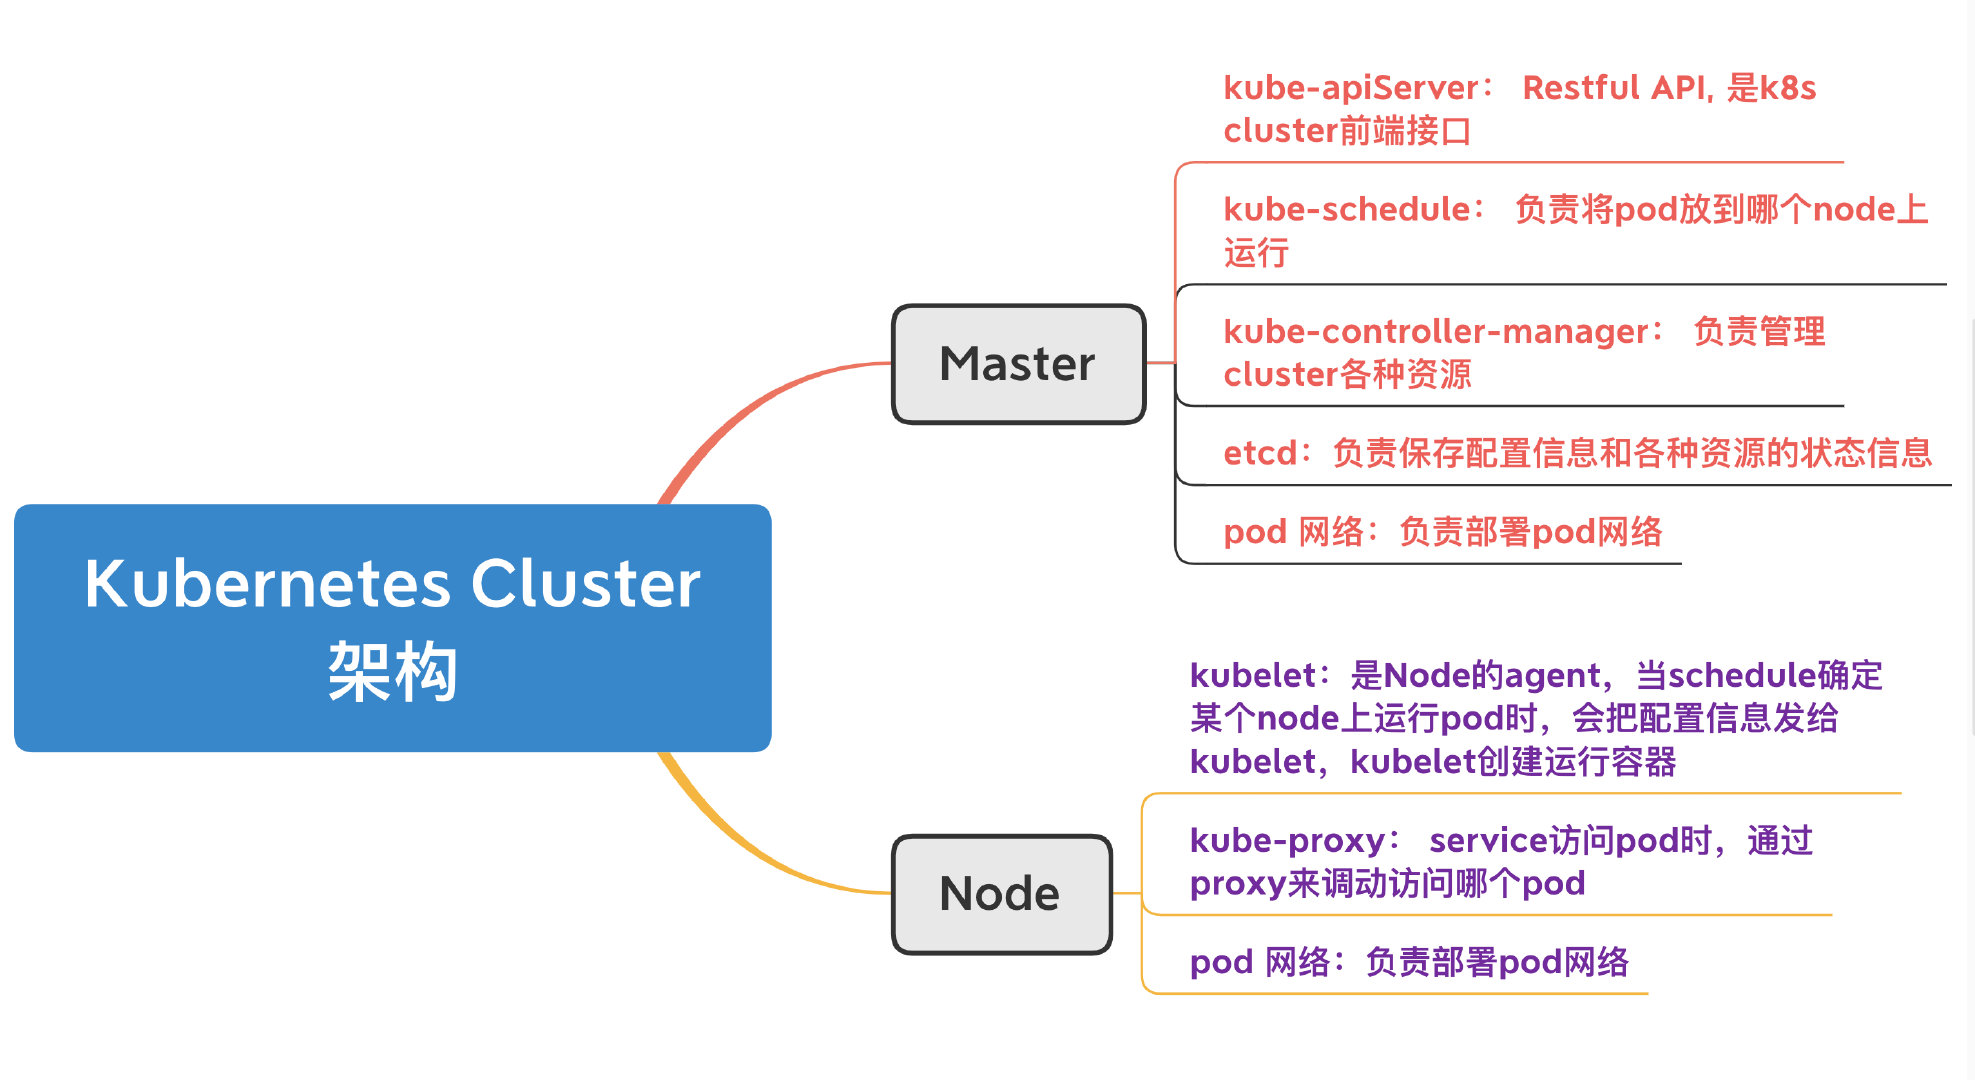 Kubernetes Cluster
架构
Master
kube-apiServer： Restful API, 是k8s
cluster前端接口
kube-schedule： 负责将pod放到哪个node上
运行
kube-controller-manager： 负责管理
cluster各种资源
etcd：负责保存配置信息和各种资源的状态信息
pod 网络：负责部署pod网络
Node
kubelet：是Node的agent，当schedule确定
某个node上运行pod时，会把配置信息发给
kubelet，kubelet创建运行容器
kube-proxy： service访问pod时，通过
proxy来调动访问哪个pod
pod 网络：负责部署pod网络